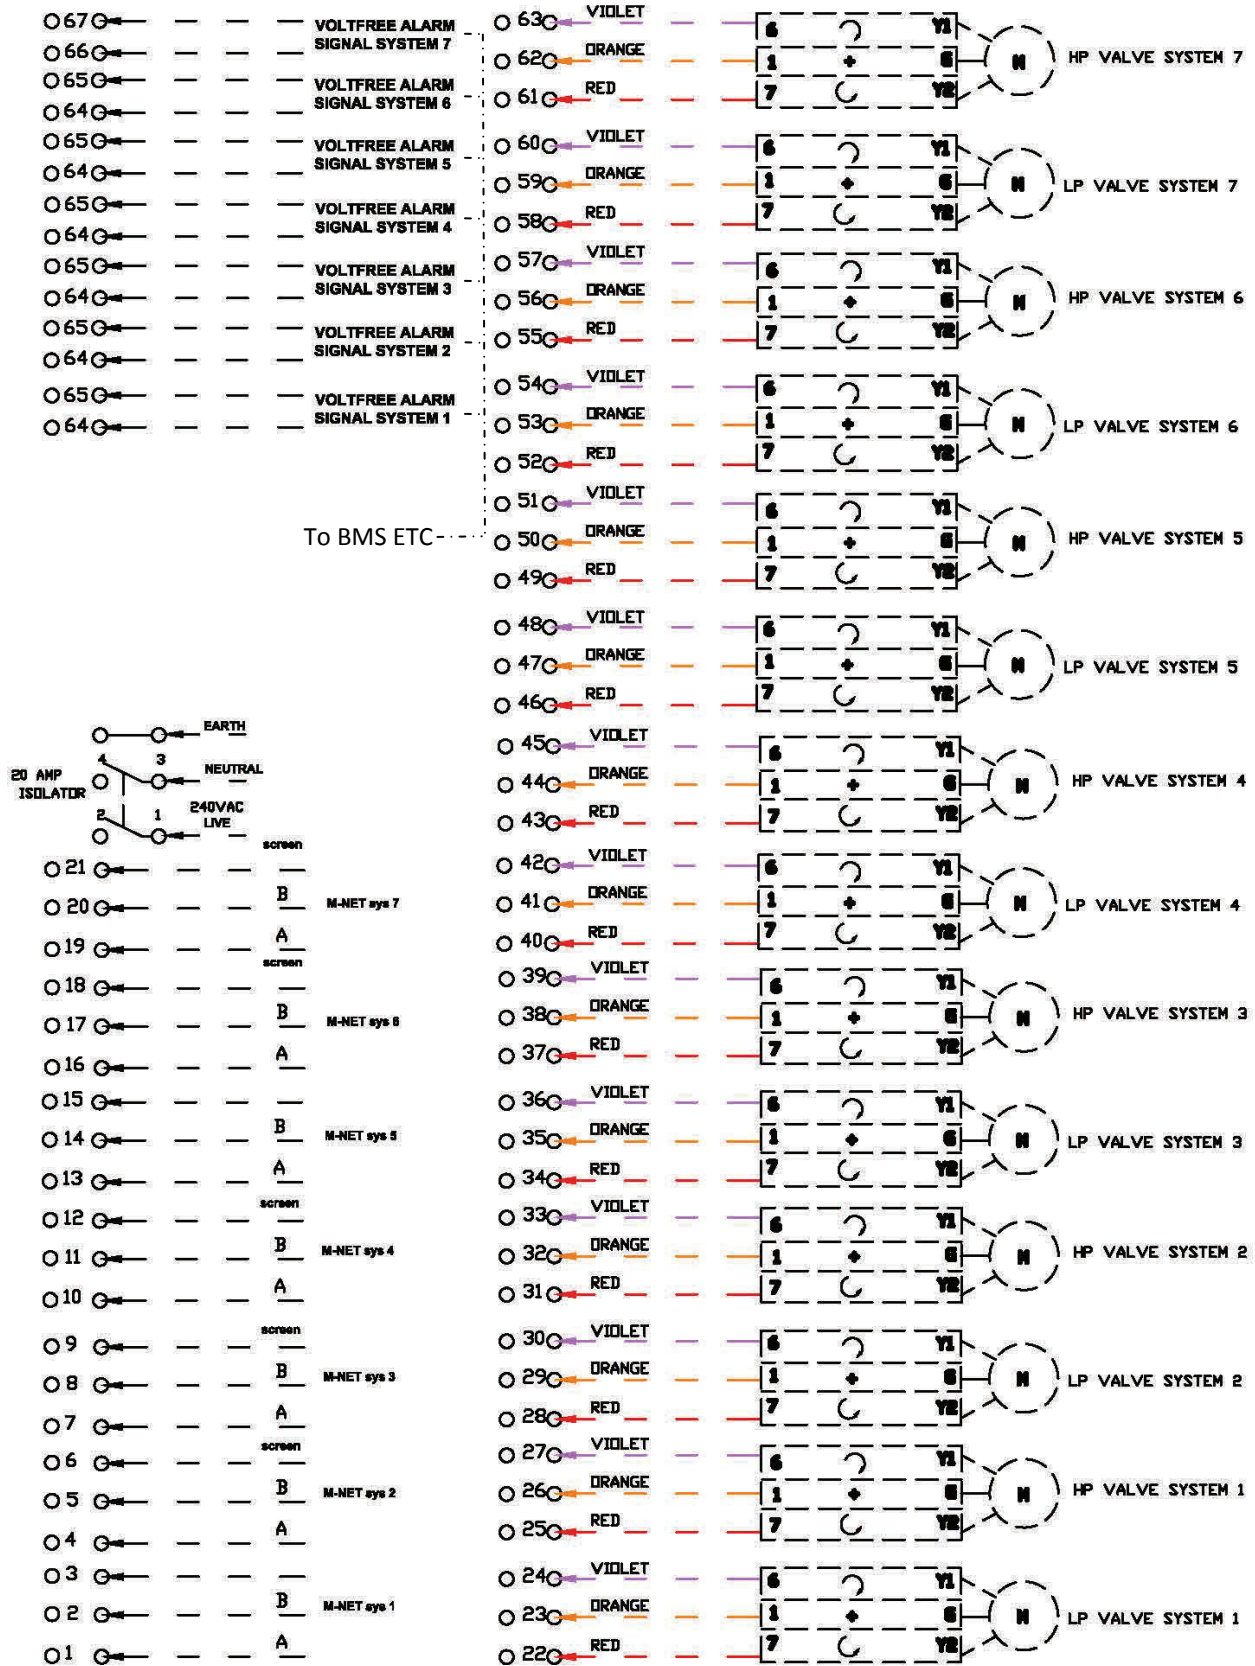 67
VOLTFREE ALARM
SIGNAL SYSTEM 7
66
65
VOLTFREE ALARM
SIGNAL SYSTEM 6
64
65
VOLTFREE ALARM
SIGNAL SYSTEM 5
64
65
VOLTFREE ALARM
SIGNAL SYSTEM 4
64
65
VOLTFREE ALARM
SIGNAL SYSTEM 3
64
65
VOLTFREE ALARM
SIGNAL SYSTEM 2
64
65
VOLTFREE ALARM
SIGNAL SYSTEM 1
64
To BMS ETC
EARTH
4 3
NEUTRAL
20 AMP
ISOLATOR
2 1
240VAC
LIVE
screen
21
B
20
M-NET sys 7
A
19
screen
18
B
17
M-NET sys 6
A
16
15
B
14
M-NET sys 5
A
13
screen
12
B
11
M-NET sys 4
A
10
screen
9
B
8
M-NET sys 3
A
7
screen
6
B
5
M-NET sys 2
A
4
3
B
2
M-NET sys 1
A
1
63 VIOLET 6 Y1
62 ORANGE 1 G M HP VALVE SYSTEM 7
61 RED 7 Y2
60 VIOLET 6 Y1
59 ORANGE 1 G M LP VALVE SYSTEM 7
58 RED 7 Y2
57 VIOLET 6 Y1
56 ORANGE 1 G M HP VALVE SYSTEM 6
55 RED 7 Y2
54 VIOLET 6 Y1
53 ORANGE 1 G M LP VALVE SYSTEM 6
52 RED 7 Y2
51 VIOLET 6 Y1
50 ORANGE 1 G M HP VALVE SYSTEM 5
49 RED 7 Y2
48 VIOLET 6 Y1
47 ORANGE 1 G M LP VALVE SYSTEM 5
46 RED 7 Y2
45 VIOLET 6 Y1
44 ORANGE 1 G M HP VALVE SYSTEM 4
43 RED 7 Y2
42 VIOLET 6 Y1
41 ORANGE 1 G M LP VALVE SYSTEM 4
40 RED 7 Y2
39 VIOLET 6 Y1
38 ORANGE 1 G M HP VALVE SYSTEM 3
37 RED 7 Y2
36 VIOLET 6 Y1
35 ORANGE 1 G M LP VALVE SYSTEM 3
34 RED 7 Y2
33 VIOLET 6 Y1
32 ORANGE 1 G M HP VALVE SYSTEM 2
31 RED 7 Y2
30 VIOLET 6 Y1
29 ORANGE 1 G M LP VALVE SYSTEM 2
28 RED 7 Y2
27 VIOLET 6 Y1
26 ORANGE 1 G M HP VALVE SYSTEM 1
25 RED 7 Y2
24 VIOLET 6 Y1
23 ORANGE 1 G M LP VALVE SYSTEM 1
22 RED 7 Y2